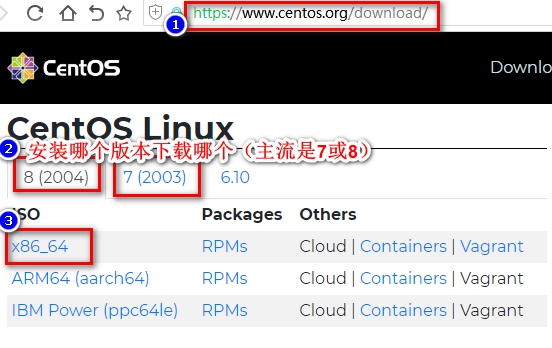 1 https://www.centos.org/download/
CentOS Downlo
CentOS Linux
2 安装哪个版本下载哪个（主流是7或8）
8 (2004) 7 (2003) 6.10
3 ISO Packages Others
x86_64 RPMs Cloud | Containers | Vagrant
ARM64 (aarch64) RPMs Cloud | Containers | Vagrant
IBM Power (ppc64le) RPMs Cloud | Containers | Vagrant